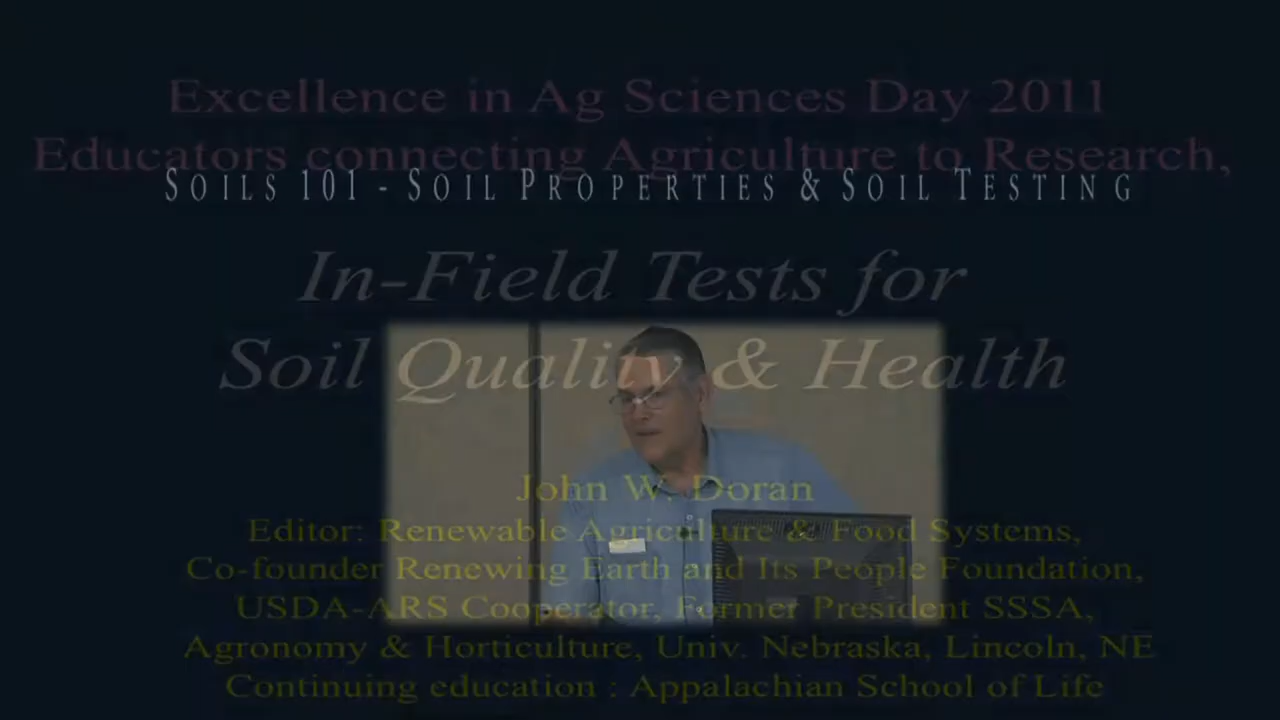 Excellence in Ag Sciences Day 2011
Educators connecting Agriculture to Research,
SOILS 101 - SOIL PROPERTIES & SOIL TESTING
In-Field Tests for
Soil Quality & Health
John W. Doran
Editor: Renewable Agriculture & Food Systems,
Co-founder Renewing Earth and Its People Foundation,
USDA-ARS Cooperator, Former President SSSA,
Agronomy & Horticulture, Univ. Nebraska, Lincoln, NE
Continuing education : Appalachian School of Life